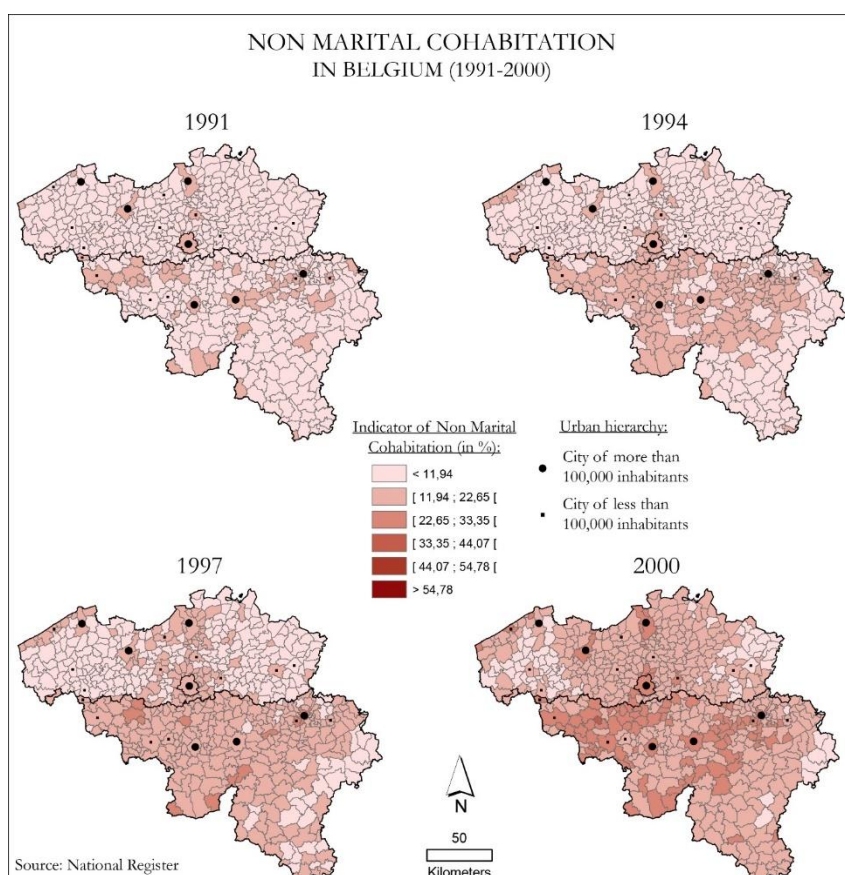 NON MARITAL COHABITATION
IN BELGIUM (1991-2000)
1991
1994
Indicator of Non Marital
Cohabitation (in %):
< 11,94
[ 11,94 ; 22,65 [
[ 22,65 ; 33,35 [
[ 33,35 ; 44,07 [
[ 44,07 ; 54,78 [
> 54,78
Urban hierarchy:
City of more than
100,000 inhabitants
City of less than
100,000 inhabitants
1997
2000
N
50
Kilometers
Source: National Register